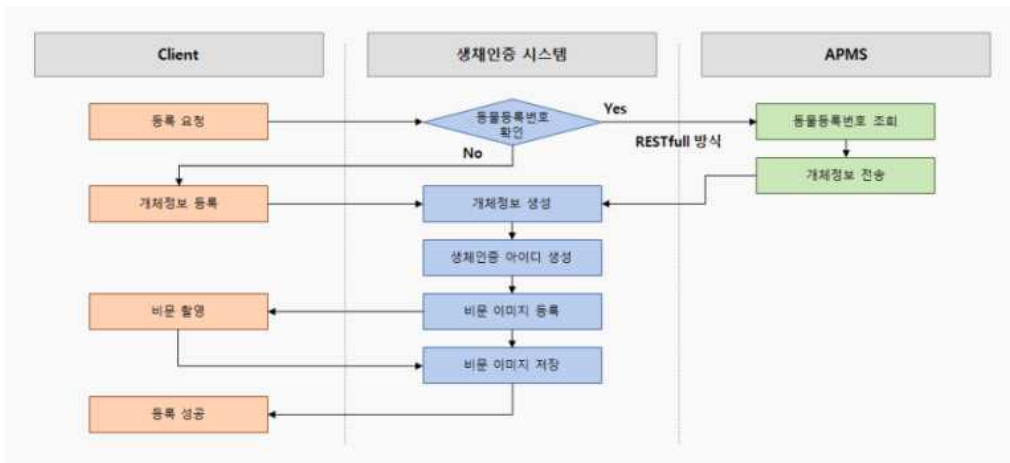 Client
생채인증 시스템
APMS
등록 요청
동물등록번호
확인
Yes
RESTfull 방식
동물등록번호 조회
No
개체정보 전송
개체정보 등록
개체정보 생성
생체인증 아이디 생성
비문 촬영
비문 이미지 등록
비문 이미지 저장
등록 성공